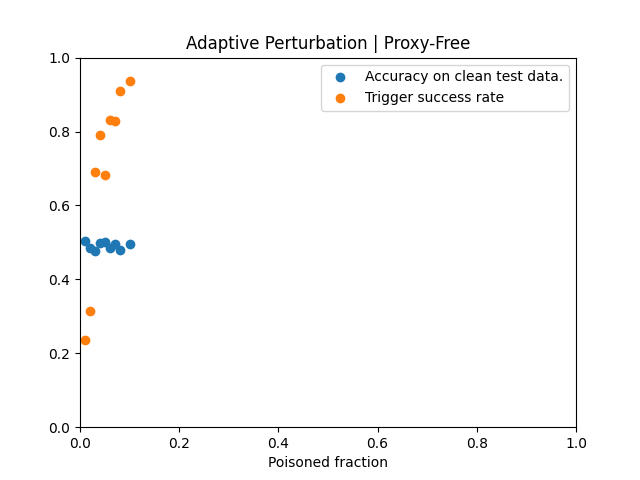 Adaptive Perturbation | Proxy-Free
1.0
Accuracy on clean test data.
Trigger success rate
0.8
0.6
0.4
0.2
0.0
0.0 0.2 0.4 0.6 0.8 1.0
Poisoned fraction